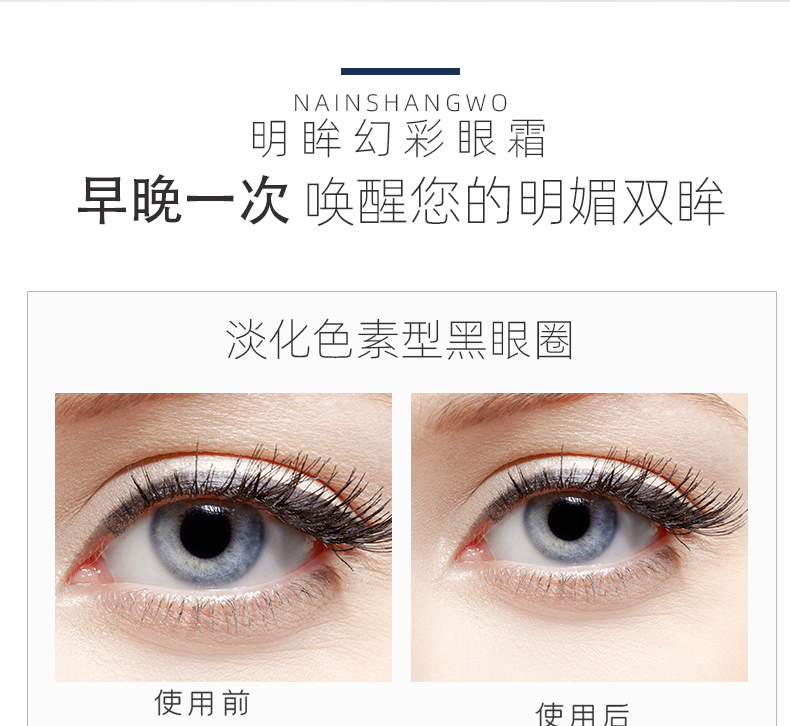 NAINSHANGWO
明眸幻彩眼霜
早晚一次 唤醒您的明媚双眸
淡化色素型黑眼圈
使用前
使用后